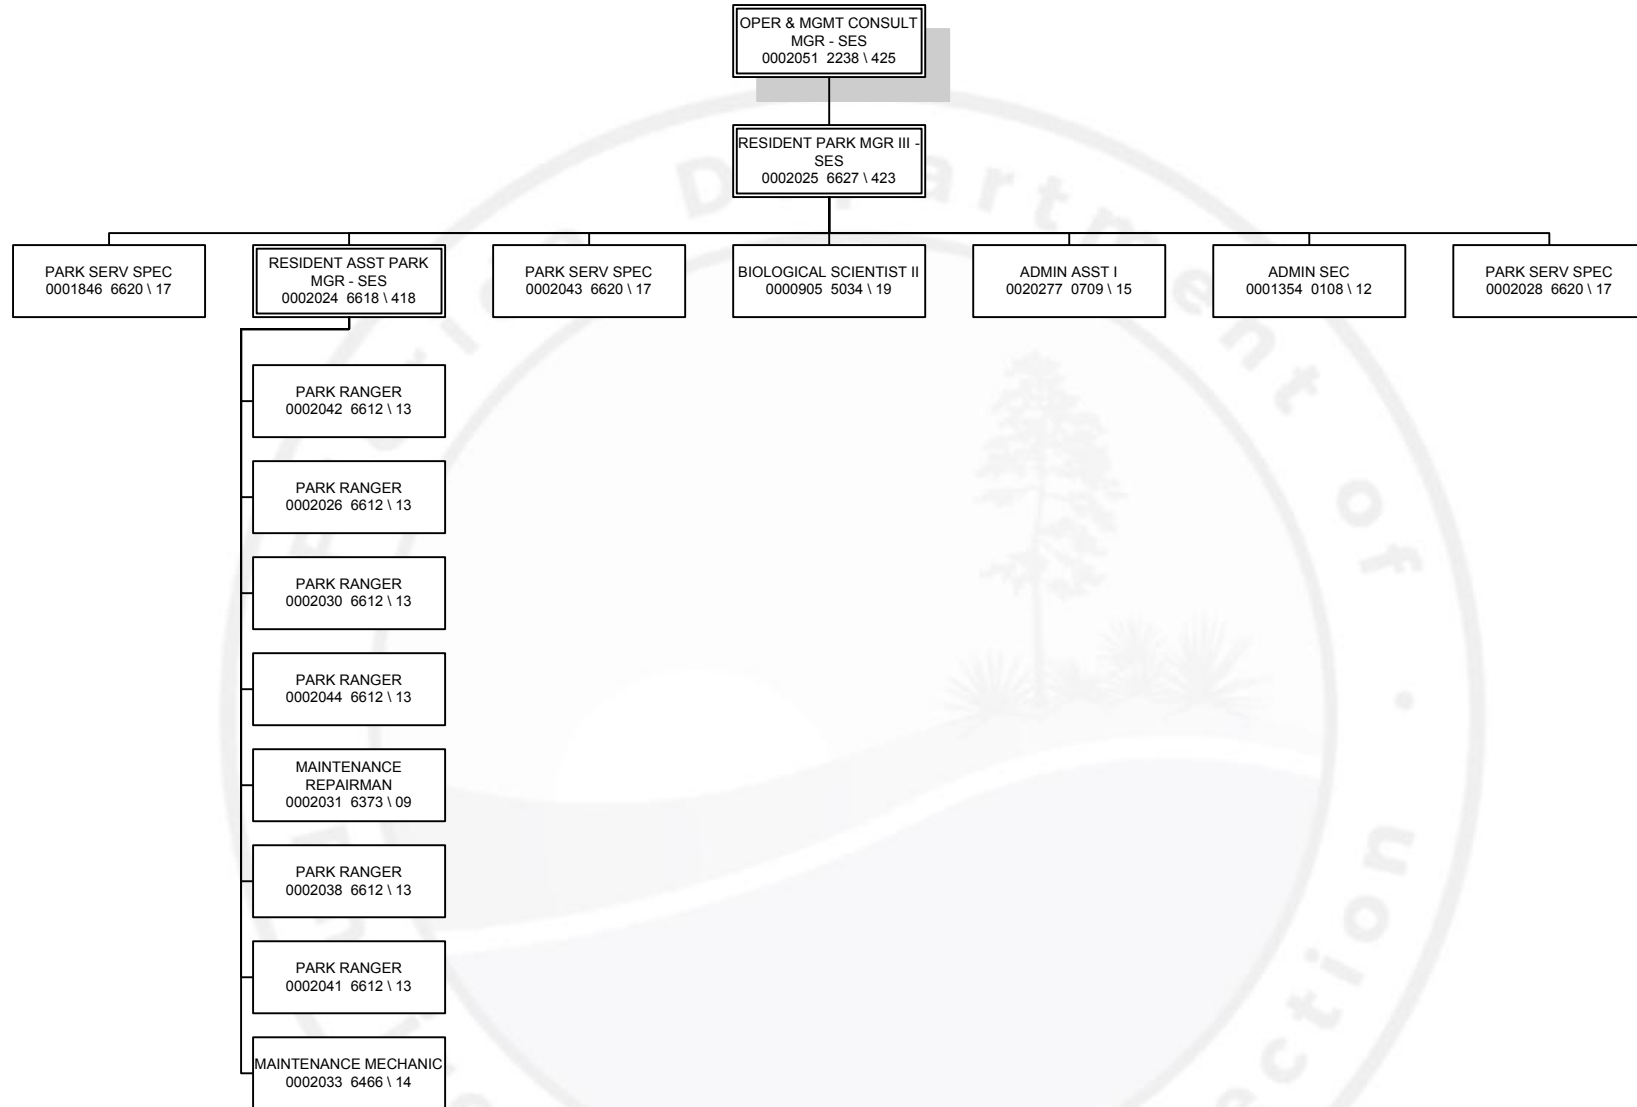 OPER & MGMT CONSULT
MGR - SES
0002051 2238 \ 425
RESIDENT PARK MGR III -
SES
0002025 6627 \ 423
PARK SERV SPEC
0001846 6620 \ 17
RESIDENT ASST PARK
MGR - SES
0002024 6618 \ 418
PARK SERV SPEC
0002043 6620 \ 17
BIOLOGICAL SCIENTIST II
0000905 5034 \ 19
ADMIN ASST I
0020277 0709 \ 15
ADMIN SEC
0001354 0108 \ 12
PARK SERV SPEC
0002028 6620 \ 17
PARK RANGER
0002042 6612 \ 13
PARK RANGER
0002026 6612 \ 13
PARK RANGER
0002030 6612 \ 13
PARK RANGER
0002044 6612 \ 13
MAINTENANCE
REPAIRMAN
0002031 6373 \ 09
PARK RANGER
0002038 6612 \ 13
PARK RANGER
0002041 6612 \ 13
MAINTENANCE MECHANIC
0002033 6466 \ 14
Department of